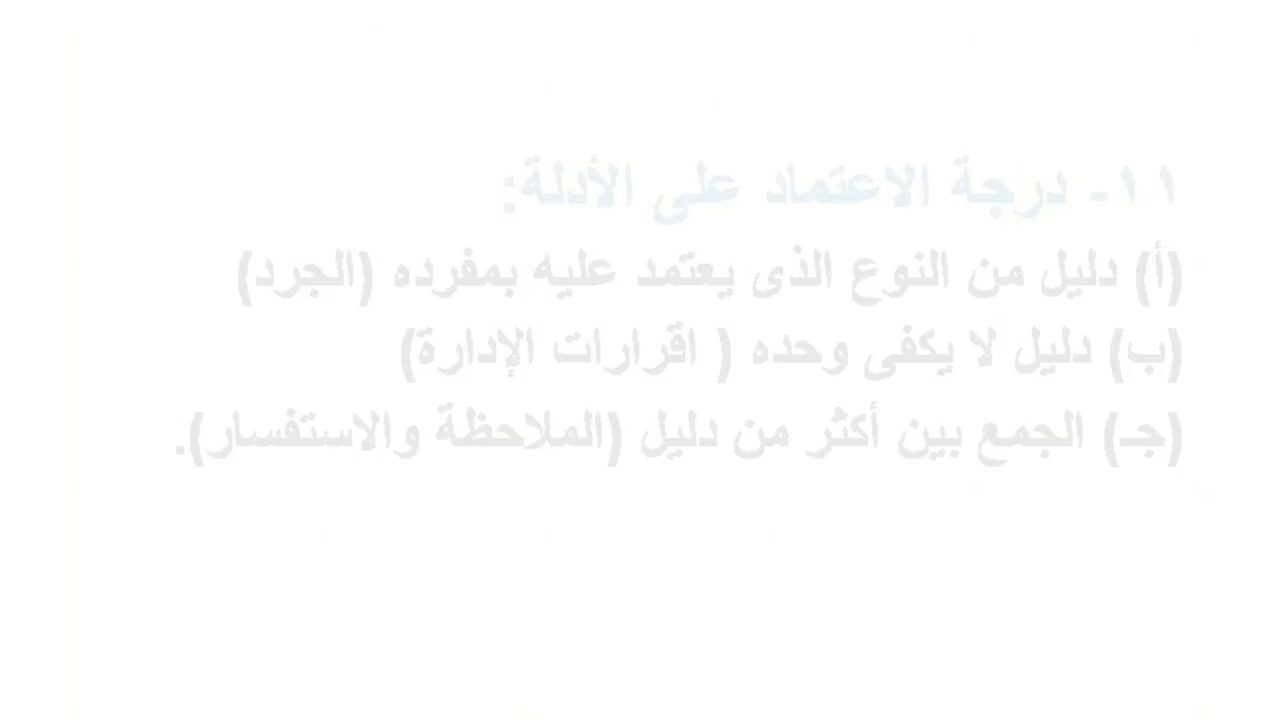 ١١- درجة الاعتماد على الأدلة:
(أ) دليل من النوع الذى يعتمد عليه بمفرده (الجرد)
(ب) دليل لا يكفى وحده ( اقرارات الإدارة)
(جـ) الجمع بين أكثر من دليل (الملاحظة والاستفسار).